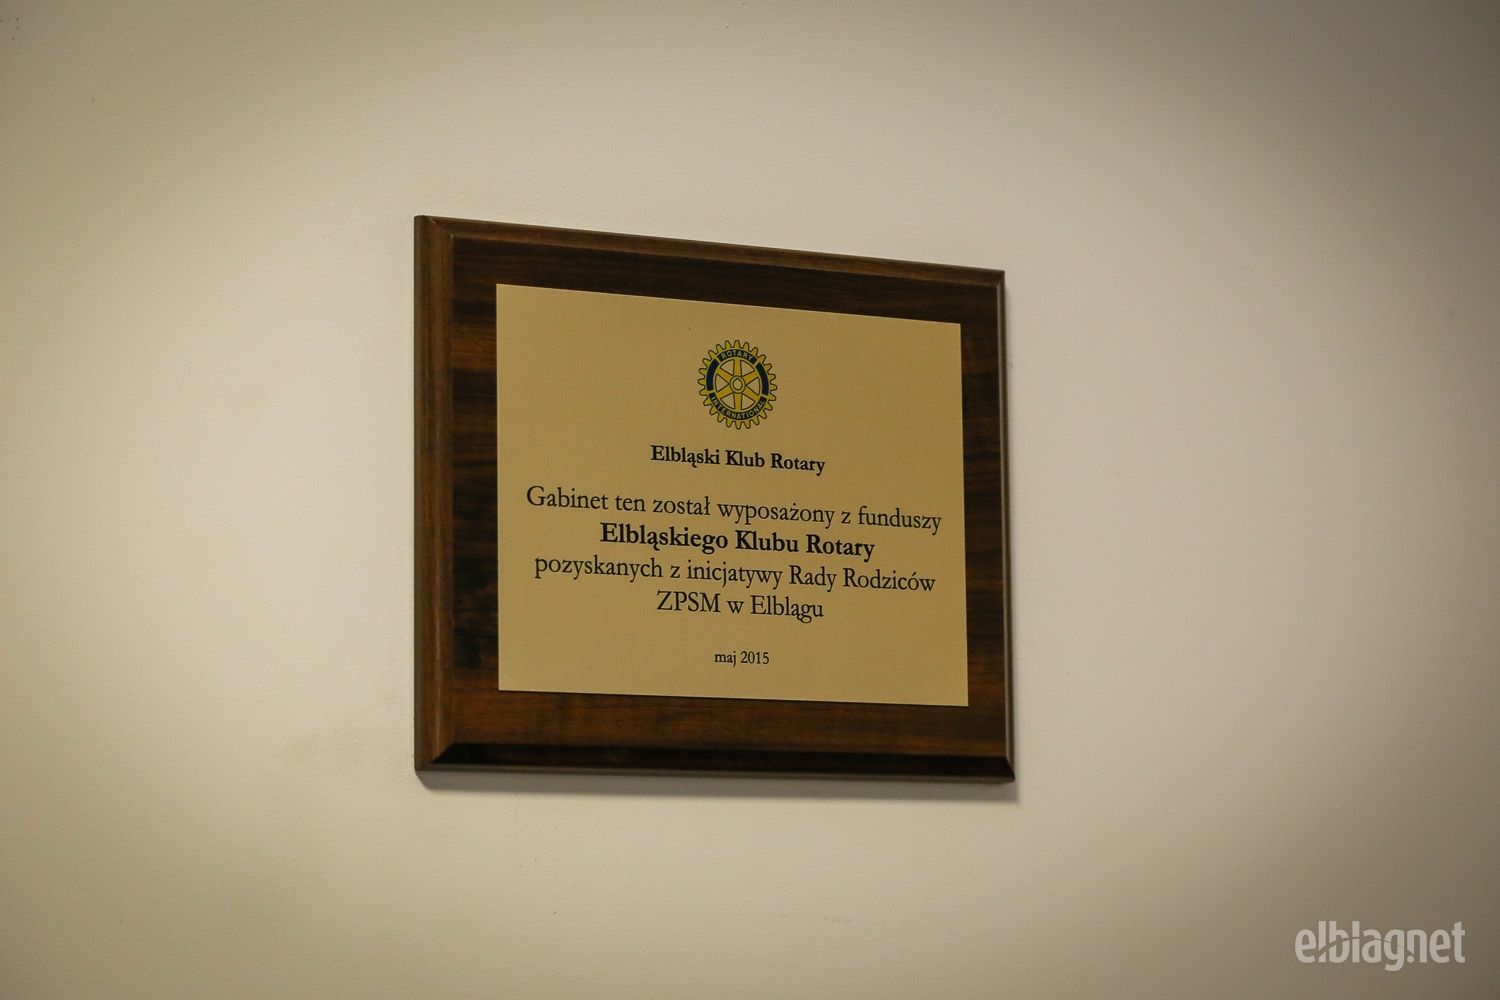 ROTARY
INTERNATIONAL
Elbląski Klub Rotary
Gabinet ten został wyposażony z funduszy
Elbląskiego Klubu Rotary
pozyskanych z inicjatywy Rady Rodziców
ZPSM w Elblągu
maj 2015
elblag.net